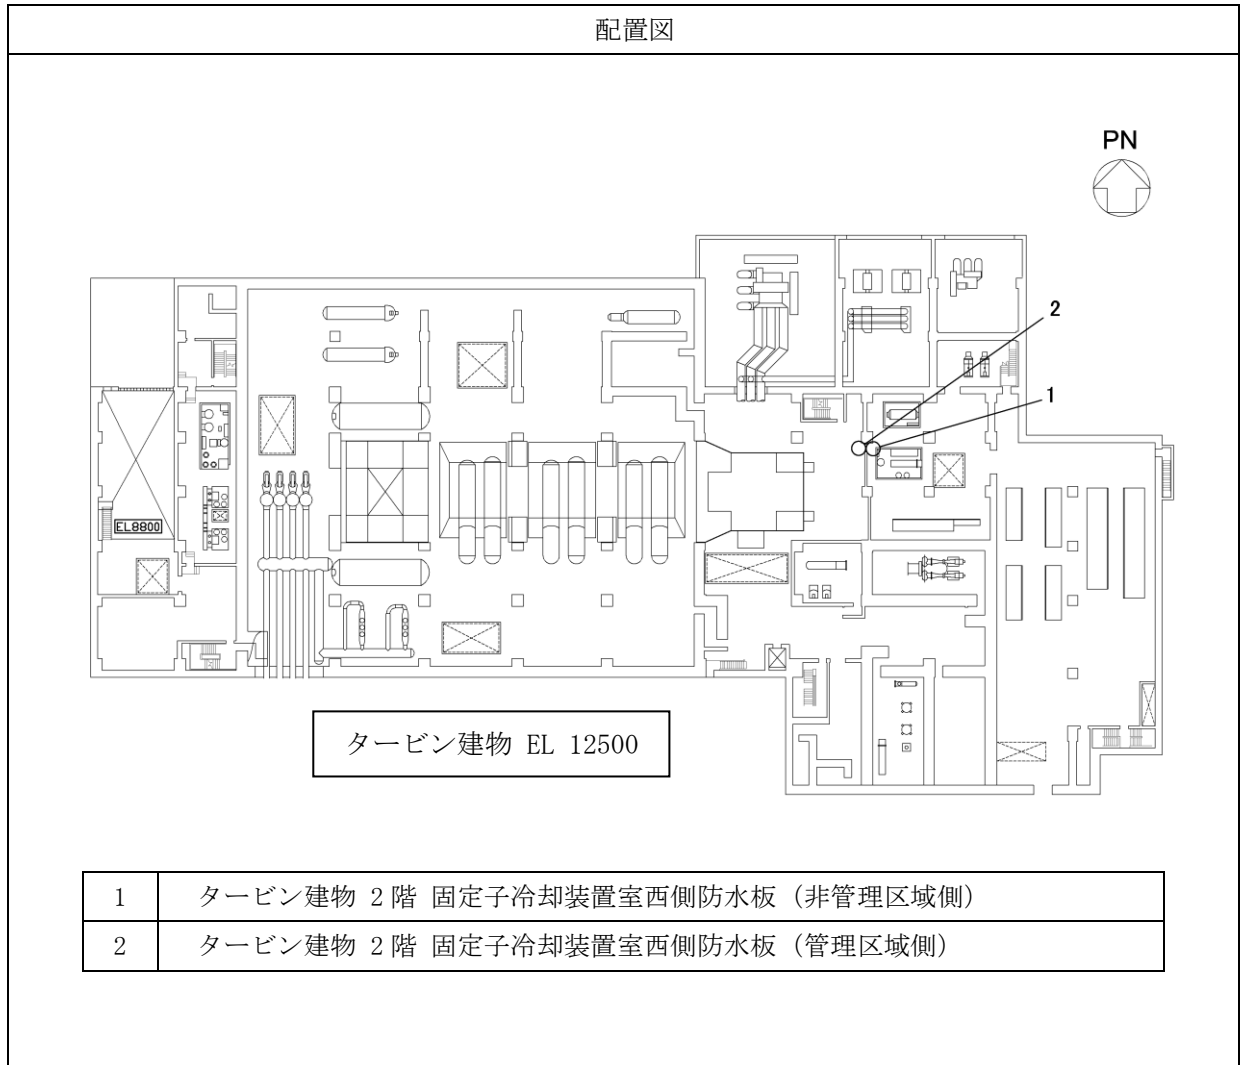 配置図
PN
2
1
EL8800
タービン建物 EL 12500
1 タービン建物 2階 固定子冷却装置室西側防水板（非管理区域側）
2 タービン建物 2階 固定子冷却装置室西側防水板（管理区域側）